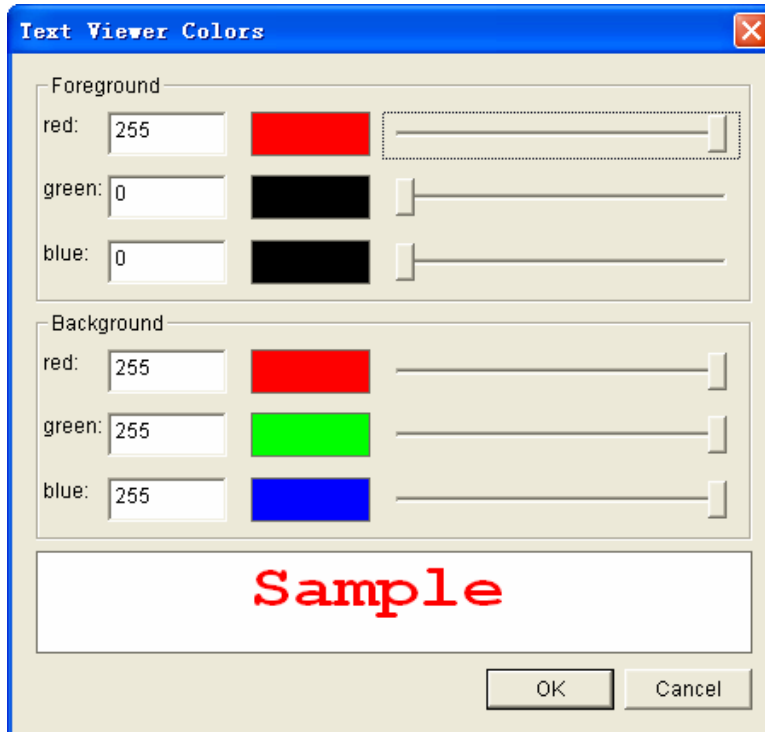 Text Viewer Colors
Foreground
red: 255
green: 0
blue: 0
Background
red: 255
green: 255
blue: 255
Sample
OK Cancel